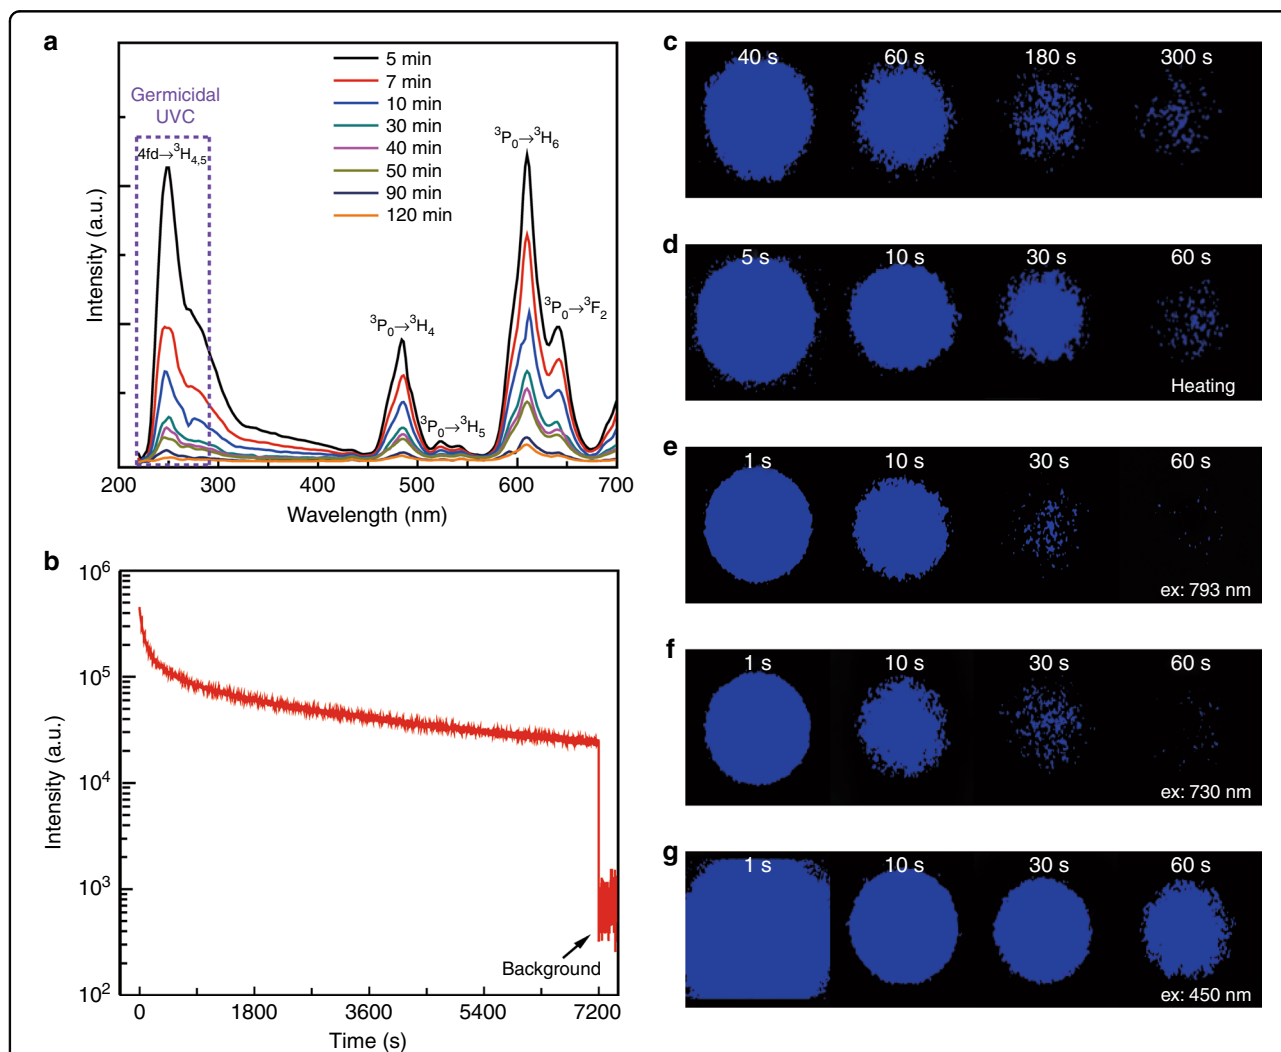 a
Germicidal
UVC
4fd→³H₄,₅
5 min
7 min
10 min
30 min
40 min
50 min
90 min
120 min
³P₀→³H₆
³P₀→³F₂
³P₀→³H₄
³P₀→³H₅
Intensity (a.u.)
200 300 400 500 600 700
Wavelength (nm)
b
10⁶
10⁵
10⁴
10³
10²
Intensity (a.u.)
Background
0 1800 3600 5400 7200
Time (s)
c
40 s 60 s 180 s 300 s
d
5 s 10 s 30 s 60 s
Heating
e
1 s 10 s 30 s 60 s
ex: 793 nm
f
1 s 10 s 30 s 60 s
ex: 730 nm
g
1 s 10 s 30 s 60 s
ex: 450 nm